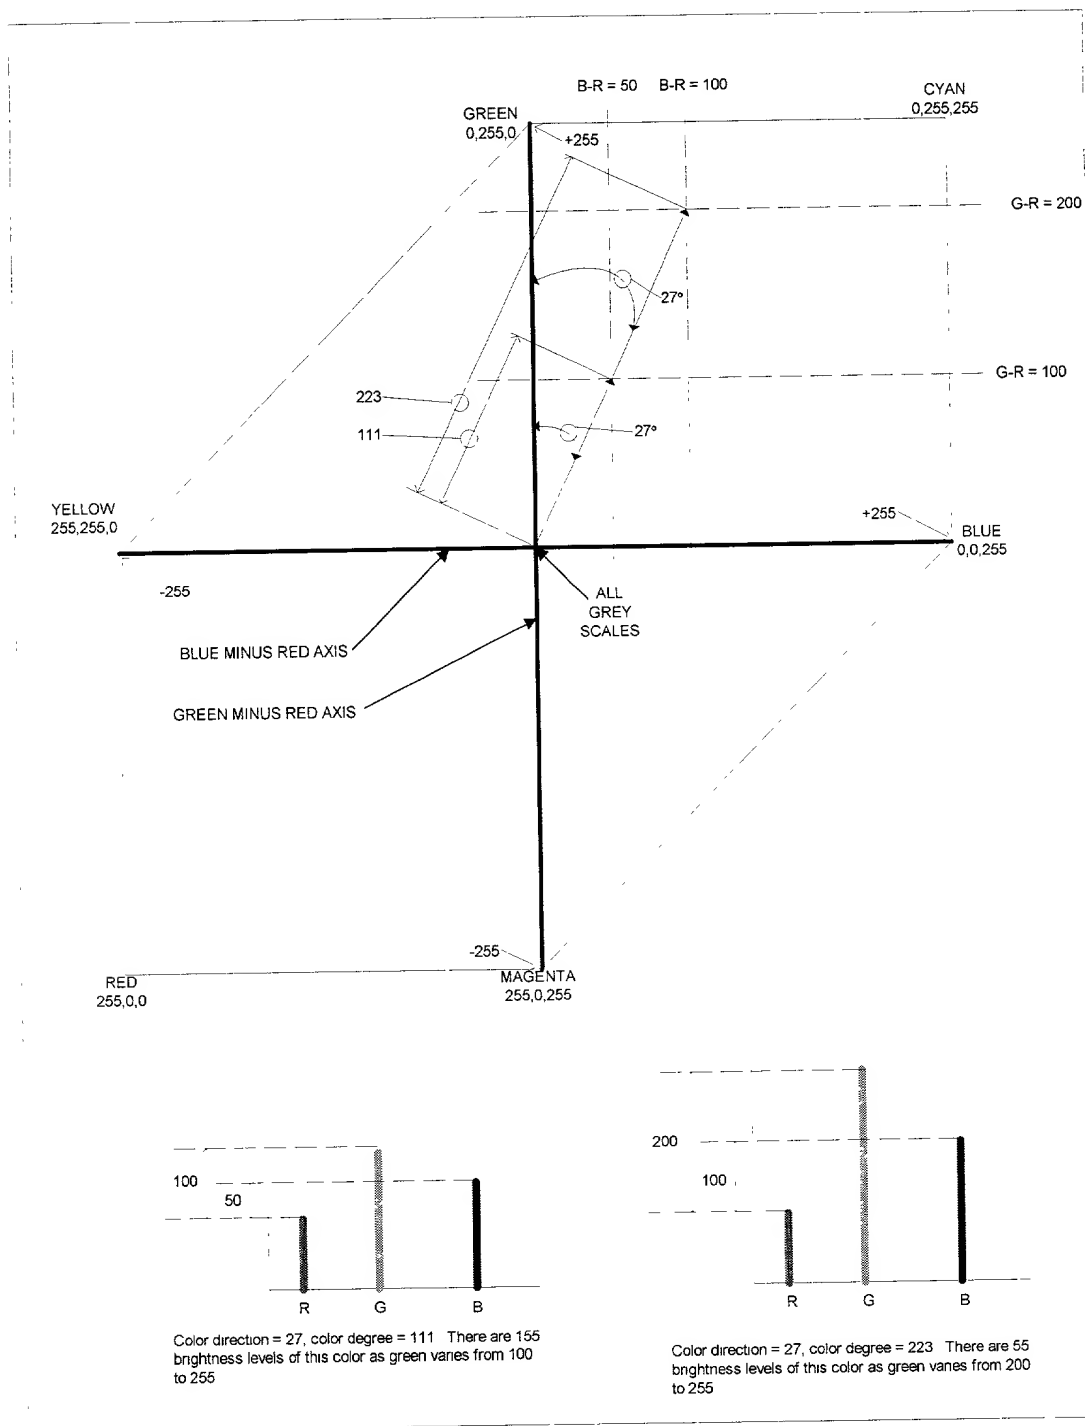 B-R = 50 B-R = 100
CYAN
0,255,255
GREEN
0,255,0
+255
G-R = 200
27°
G-R = 100
223
111
27°
YELLOW
255,255,0
+255
BLUE
0,0,255
-255
ALL
GREY
SCALES
BLUE MINUS RED AXIS
GREEN MINUS RED AXIS
-255
RED
255,0,0
MAGENTA
255,0,255
100
50
R G B
Color direction = 27, color degree = 111 There are 155
brightness levels of this color as green varies from 100
to 255
200
100
R G B
Color direction = 27, color degree = 223 There are 55
brightness levels of this color as green varies from 200
to 255